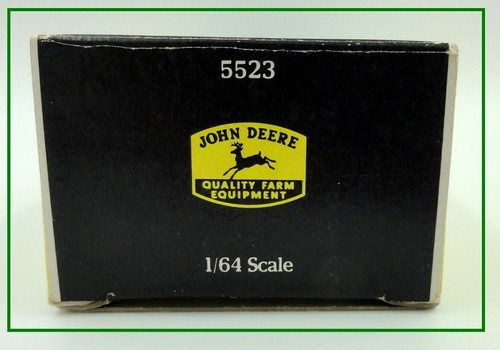 5523
JOHN DEERE
QUALITY FARM
EQUIPMENT
1/64 Scale